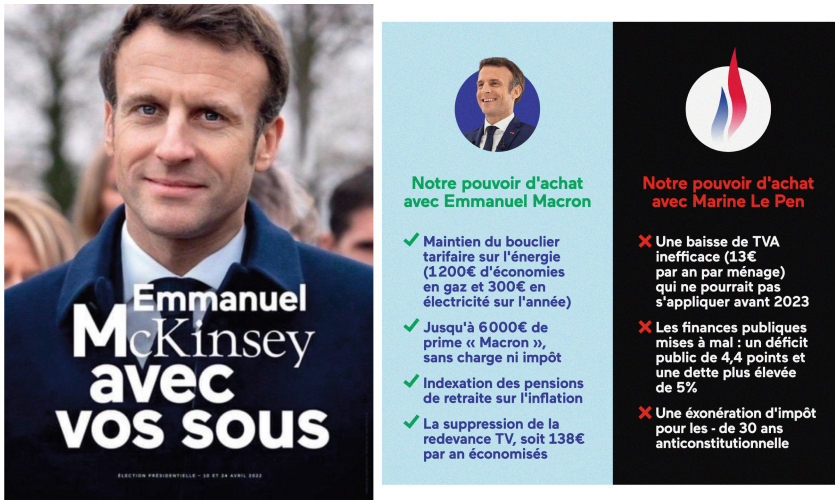 Emmanuel
McKinsey
avec
vos sous
ÉLECTION PRÉSIDENTIELLE – 10 ET 24 AVRIL 2022
Notre pouvoir d'achat
avec Emmanuel Macron
Maintien du bouclier
tarifaire sur l'énergie
(1200€ d'économies
en gaz et 300€ en
électricité sur l'année)
Jusqu'à 6000€ de
prime « Macron »,
sans charge ni impôt
Indexation des pensions
de retraite sur l'inflation
La suppression de la
redevance TV, soit 138€
par an économisés
Notre pouvoir d'achat
avec Marine Le Pen
Une baisse de TVA
inefficace (13€
par an par ménage)
qui ne pourrait pas
s'appliquer avant 2023
Les finances publiques
mises à mal : un déficit
public de 4,4 points et
une dette plus élevée
de 5%
Une éxonération d'impôt
pour les - de 30 ans
anticonstitutionnelle